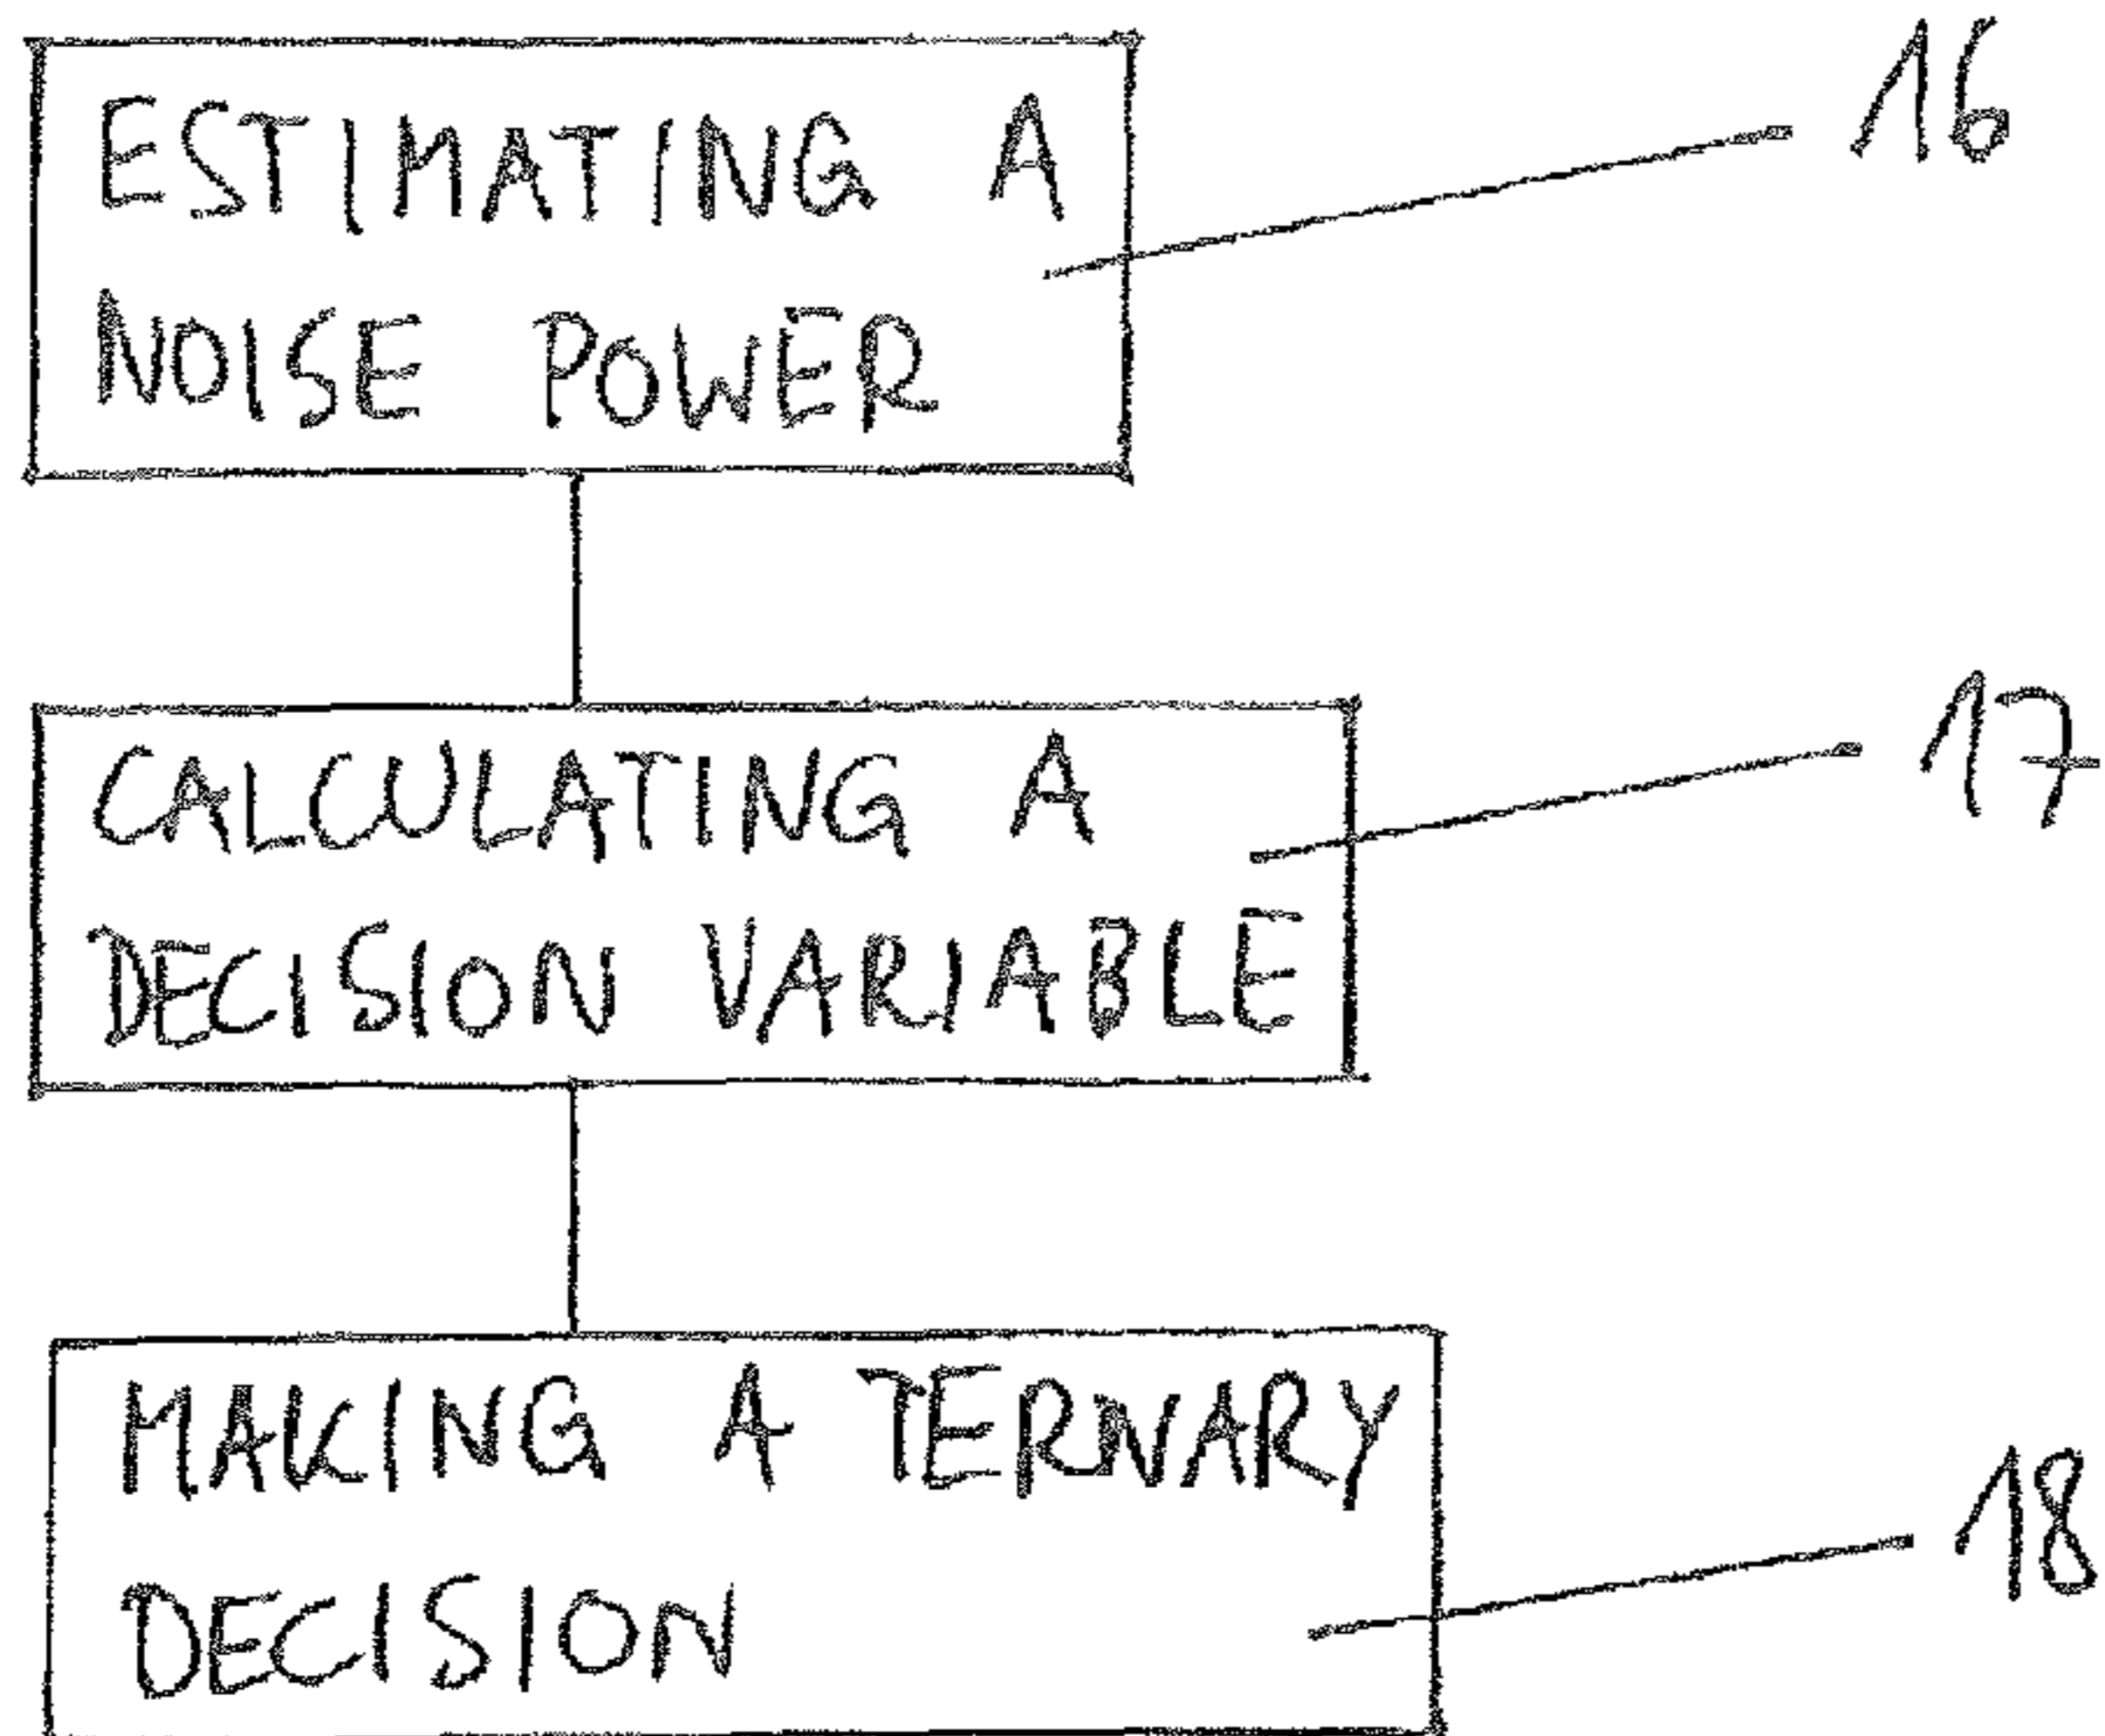 ESTIMATING A
NOISE POWER
16
CALCULATING A
DECISION VARIABLE
17
MAKING A TERNARY
DECISION
18